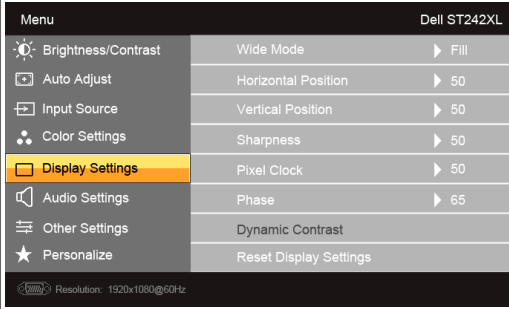 Menu Dell ST242XL
Brightness/Contrast Wide Mode Fill
Auto Adjust Horizontal Position 50
Input Source Vertical Position 50
Color Settings Sharpness 50
Display Settings Pixel Clock 50
Audio Settings Phase 65
Other Settings Dynamic Contrast
Personalize Reset Display Settings
Resolution: 1920x1080@60Hz